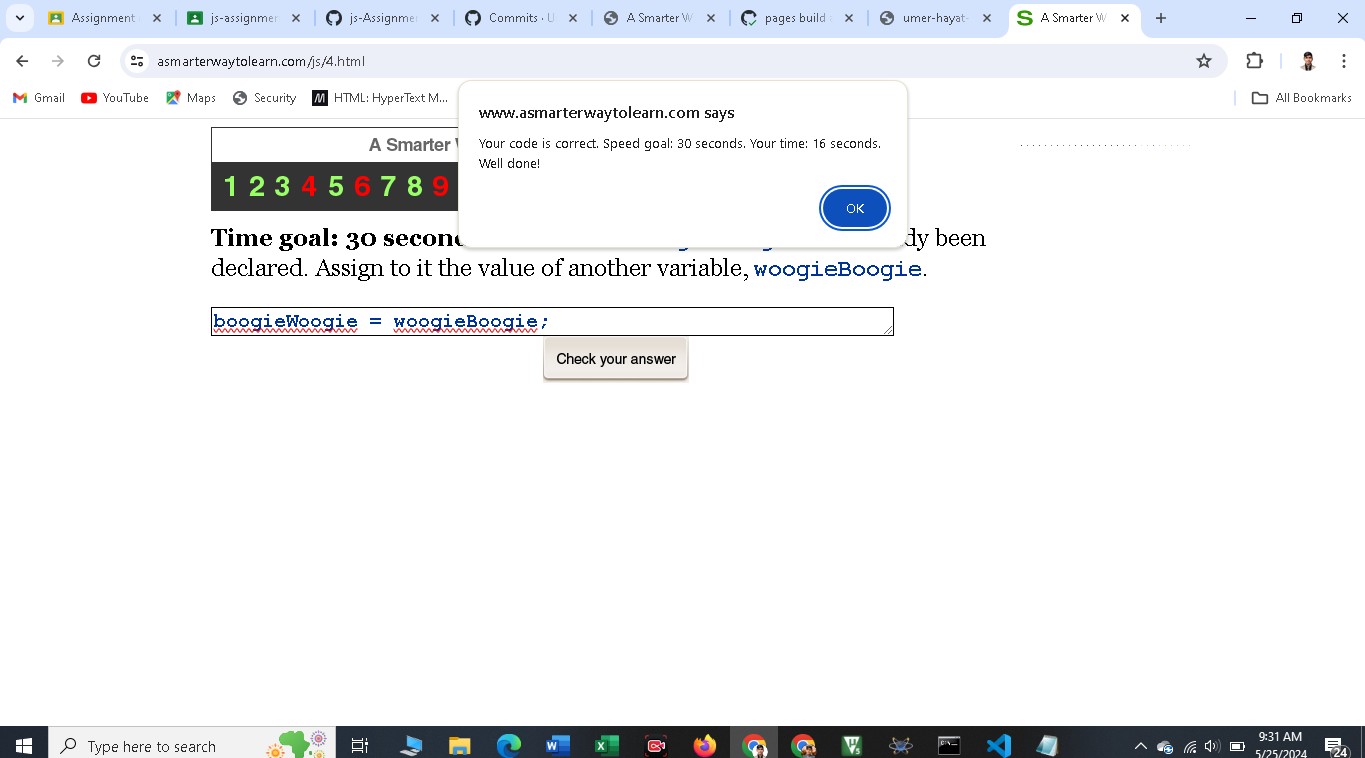 Assignment
js-assignmer
js-Assignme
Commits · U
A Smarter W
pages build
umer-hayat-
A Smarter W
asmarterwaytolearn.com/js/4.html
Gmail
YouTube
Maps
Security
HTML: HyperText M...
All Bookmarks
www.asmarterwaytolearn.com says
Your code is correct. Speed goal: 30 seconds. Your time: 16 seconds.
Well done!
OK
A Smarter
1 2 3 4 5 6 7 8 9
Time goal: 30 secon
dy been
declared. Assign to it the value of another variable, woogieBoogie.
boogieWoogie = woogieBoogie;
Check your answer
Type here to search
9:31 AM
5/25/2024
24